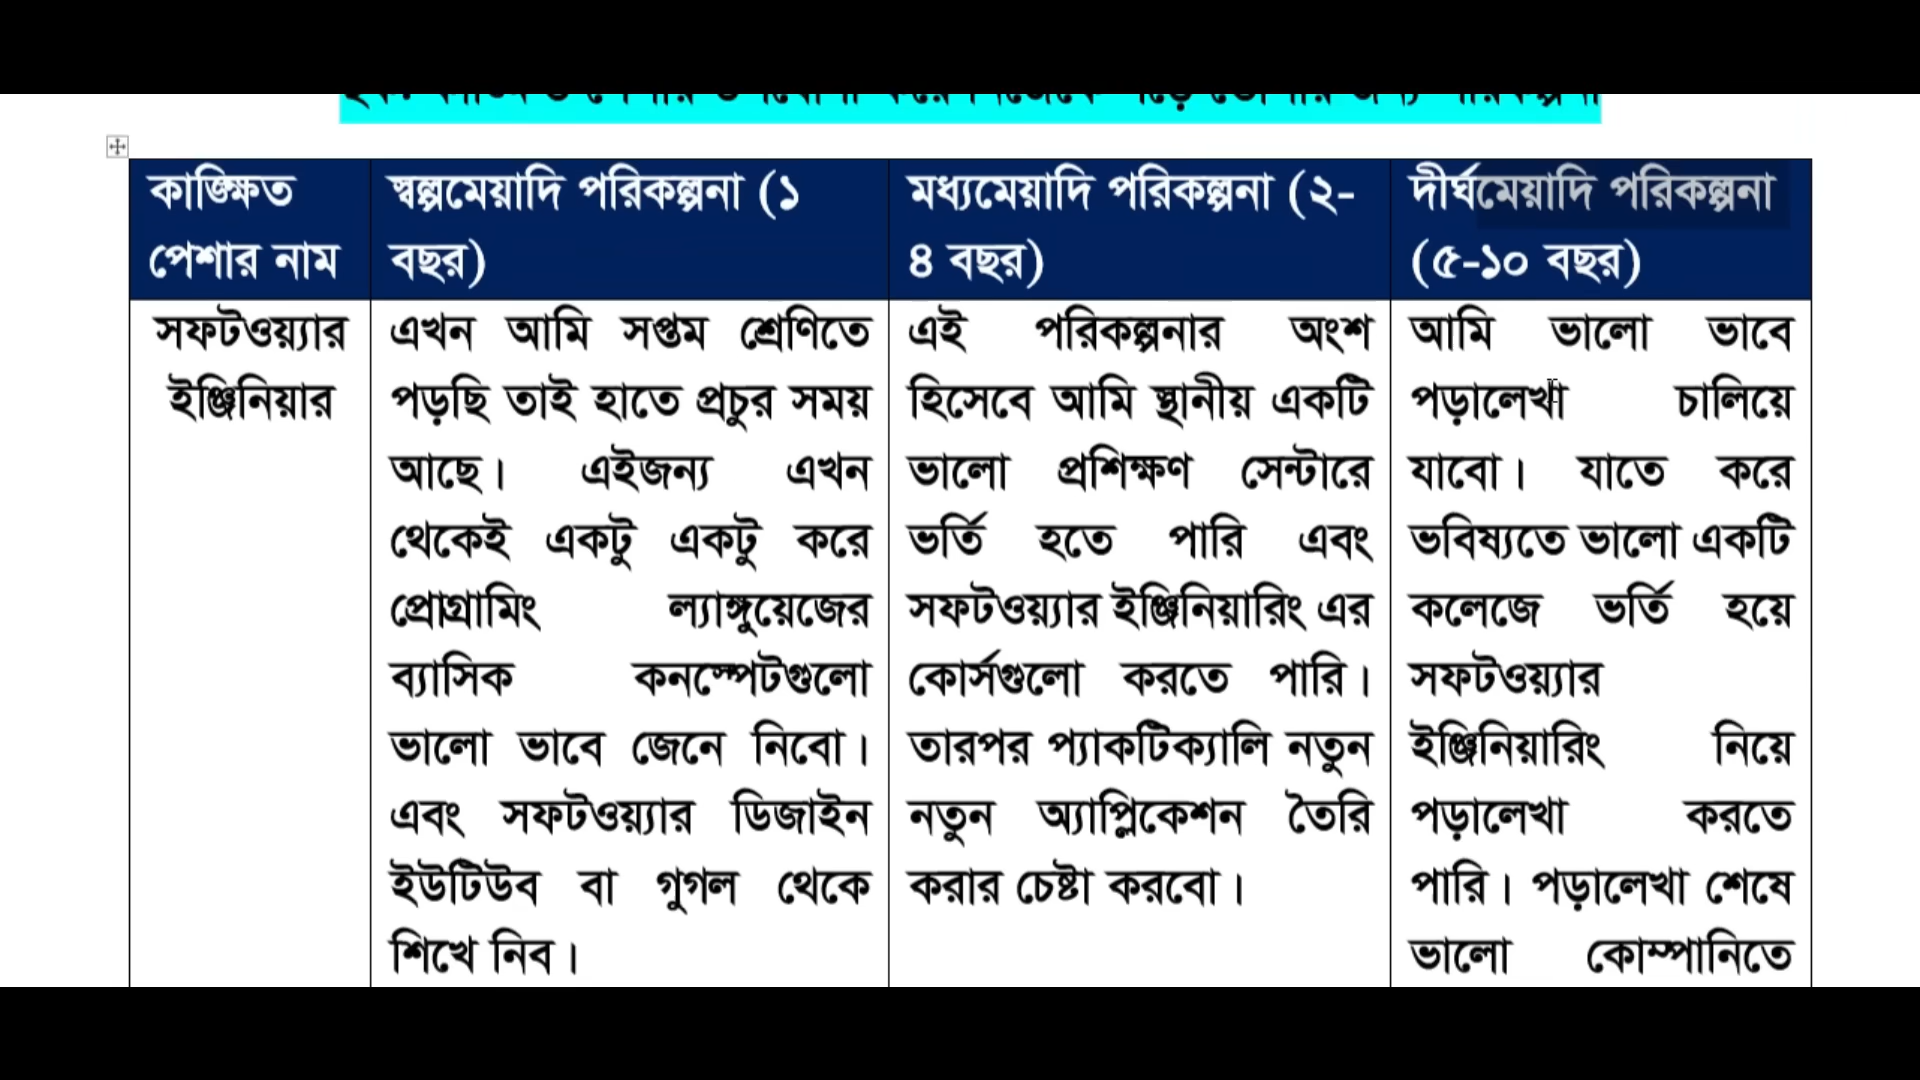 কাঙ্ক্ষিত
পেশার নাম
স্বল্পমেয়াদি পরিকল্পনা (১
বছর)
মধ্যমেয়াদি পরিকল্পনা (২-
৪ বছর)
দীর্ঘমেয়াদি পরিকল্পনা
(৫-১০ বছর)
সফটওয়্যার
ইঞ্জিনিয়ার
এখন আমি সপ্তম শ্রেণিতে
পড়ছি তাই হাতে প্রচুর সময়
আছে। এইজন্য এখন
থেকেই একটু একটু করে
প্রোগ্রামিং ল্যাঙ্গুয়েজের
ব্যাসিক কনস্পেটগুলো
ভালো ভাবে জেনে নিবো।
এবং সফটওয়্যার ডিজাইন
ইউটিউব বা গুগল থেকে
শিখে নিব।
এই পরিকল্পনার অংশ
হিসেবে আমি স্থানীয় একটি
ভালো প্রশিক্ষণ সেন্টারে
ভর্তি হতে পারি এবং
সফটওয়্যার ইঞ্জিনিয়ারিং এর
কোর্সগুলো করতে পারি।
তারপর প্যাকটিক্যালি নতুন
নতুন অ্যাপ্লিকেশন তৈরি
করার চেষ্টা করবো।
আমি ভালো ভাবে
পড়ালেখা চালিয়ে
যাবো। যাতে করে
ভবিষ্যতে ভালো একটি
কলেজে ভর্তি হয়ে
সফটওয়্যার
ইঞ্জিনিয়ারিং নিয়ে
পড়ালেখা করতে
পারি। পড়ালেখা শেষে
ভালো কোম্পানিতে